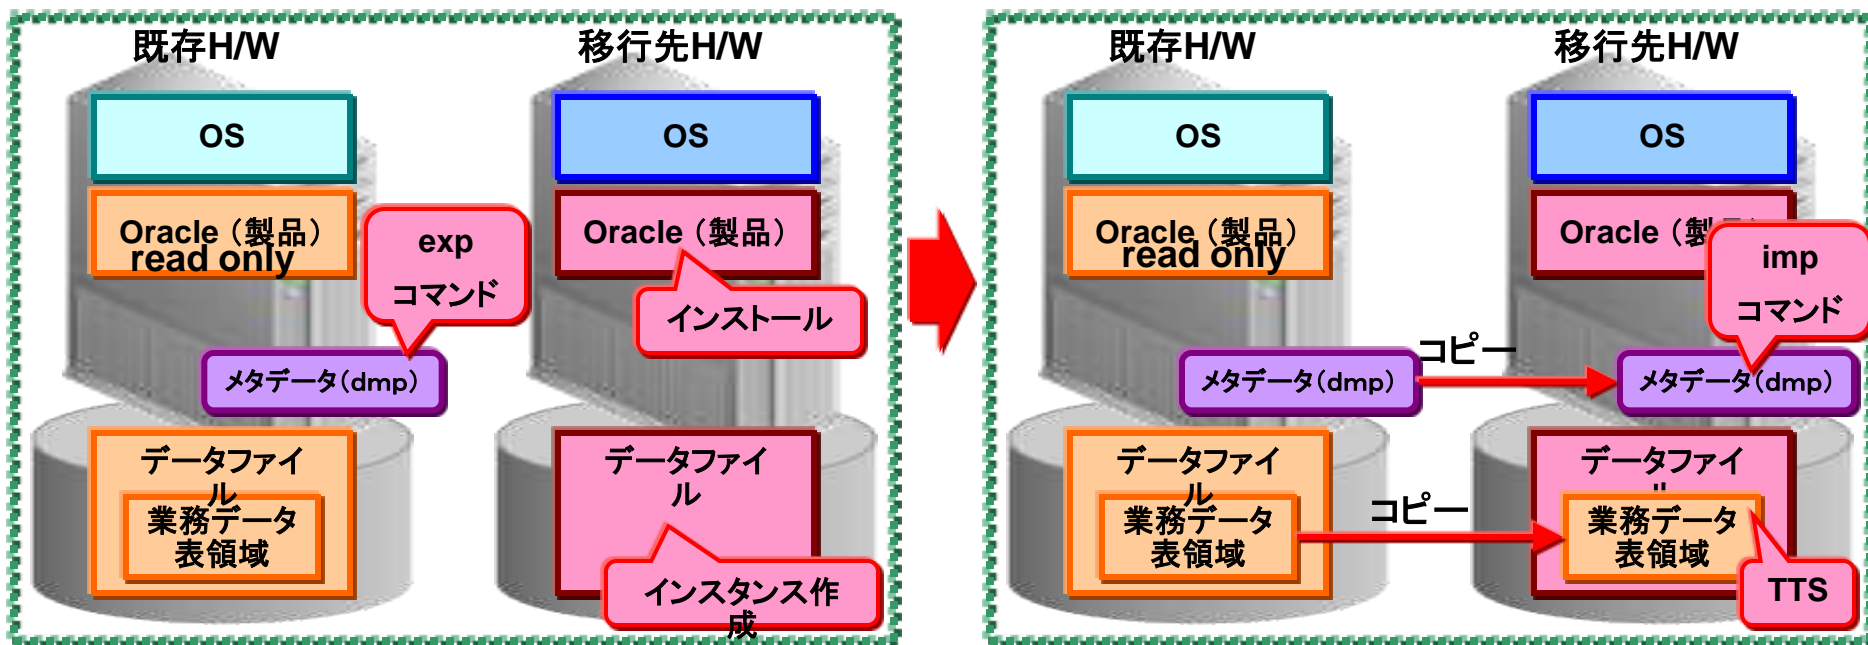 既存H/W
移行先H/W
OS
OS
Oracle（製品）
read only
exp
コマンド
Oracle（製品）
インストール
メタデータ(dmp)
データファイ
ル
業務データ
表領域
データファイ
ル
インスタンス作
成
既存H/W
移行先H/W
OS
OS
Oracle（製品）
read only
Oracle（製
imp
コマンド
コピー
メタデータ(dmp)
メタデータ(dmp)
データファイ
ル
業務データ
表領域
コピー
データファイ
業務データ
表領域
TTS